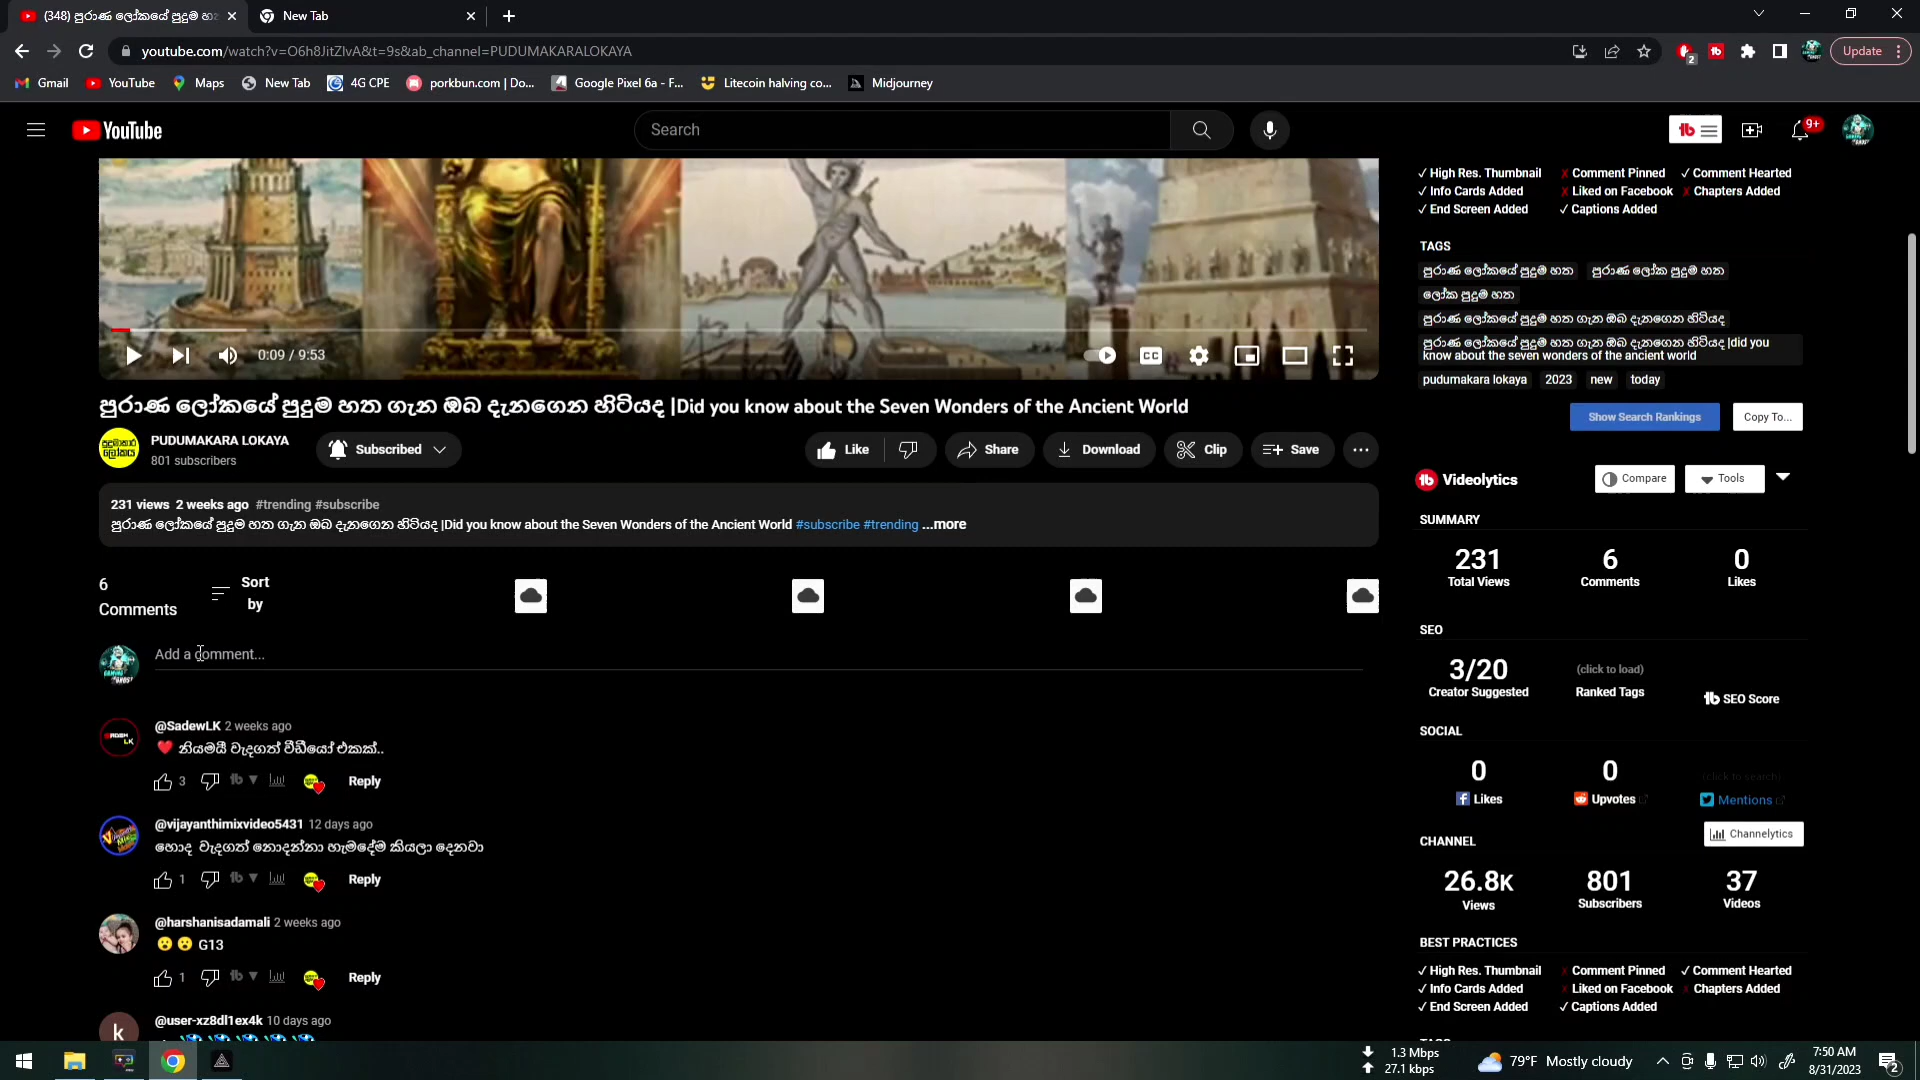 (348) පුරාණ ලෝකයේ පුදුම හත
New Tab
youtube.com/watch?v=O6h8JitZlvA&t=9s&ab_channel=PUDUMAKARALOKAYA
2
Update
Gmail
YouTube
Maps
New Tab
4G CPE
porkbun.com | Do...
Google Pixel 6a - F...
Litecoin halving co...
Midjourney
YouTube
Search
9+
0:09 / 9:53
CC
පුරාණ ලෝකයේ පුදුම හත ගැන ඔබ දැනගෙන හිටියද |Did you know about the Seven Wonders of the Ancient World
PUDUMAKARA LOKAYA
801 subscribers
Subscribed
Like
Share
Download
Clip
Save
231 views 2 weeks ago #trending #subscribe
පුරාණ ලෝකයේ පුදුම හත ගැන ඔබ දැනගෙන හිටියද |Did you know about the Seven Wonders of the Ancient World #subscribe #trending ...more
6 Comments
Sort by
Add a comment...
@SadewLK 2 weeks ago
❤️ නියමයී වැදගත් වීඩීයෝ එකක්..
3
Reply
@vijayanthimixvideo5431 12 days ago
හොද වැදගත් නොදන්නා හැමදේම කියලා දෙනවා
1
Reply
@harshanisadamali 2 weeks ago
😮 😮 G13
1
Reply
k
@user-xz8dl1ex4k 10 days ago
✓ High Res. Thumbnail
✗ Comment Pinned
✓ Comment Hearted
✓ Info Cards Added
✗ Liked on Facebook
✗ Chapters Added
✓ End Screen Added
✓ Captions Added
TAGS
පුරාණ ලෝකයේ පුදුම හත
පුරාණ ලෝක පුදුම හත
ලෝක පුදුම හත
පුරාණ ලෝකයේ පුදුම හත ගැන ඔබ දැනගෙන හිටියද
පුරාණ ලෝකයේ පුදුම හත ගැන ඔබ දැනගෙන හිටියද |did you
know about the seven wonders of the ancient world
pudumakara lokaya
2023
new
today
Show Search Rankings
Copy To...
Videolytics
Compare
Tools
SUMMARY
231
Total Views
6
Comments
0
Likes
SEO
3/20
Creator Suggested
(click to load)
Ranked Tags
SEO Score
SOCIAL
0
Likes
0
Upvotes
(click to search)
Mentions
Channelytics
CHANNEL
26.8K
Views
801
Subscribers
37
Videos
BEST PRACTICES
✓ High Res. Thumbnail
✗ Comment Pinned
✓ Comment Hearted
✓ Info Cards Added
✗ Liked on Facebook
✗ Chapters Added
✓ End Screen Added
✓ Captions Added
1.3 Mbps
27.1 kbps
79°F Mostly cloudy
7:50 AM
8/31/2023
2